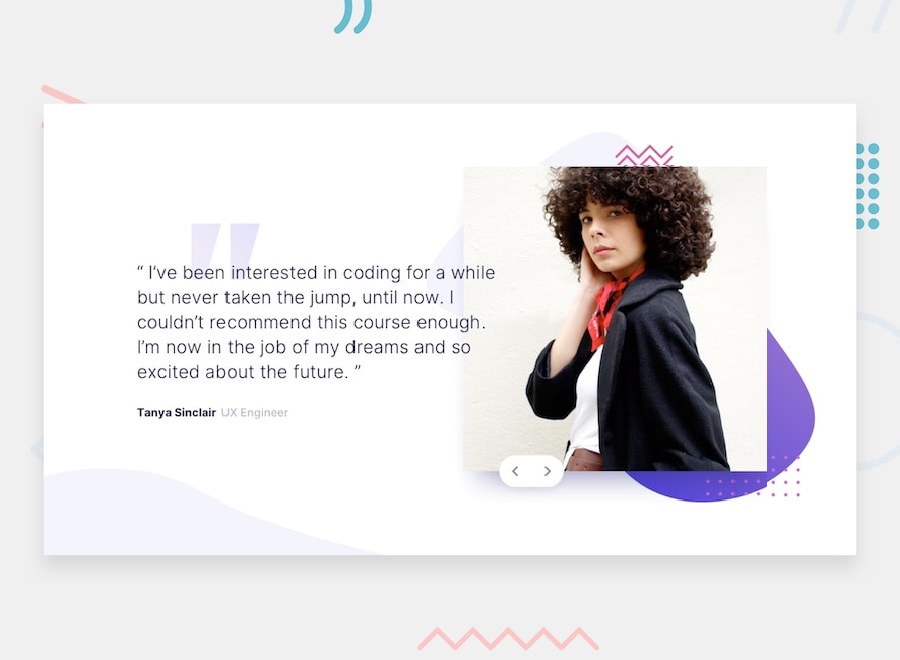 “ I’ve been interested in coding for a while
but never taken the jump, until now. I
couldn’t recommend this course enough.
I’m now in the job of my dreams and so
excited about the future. ”
Tanya Sinclair UX Engineer